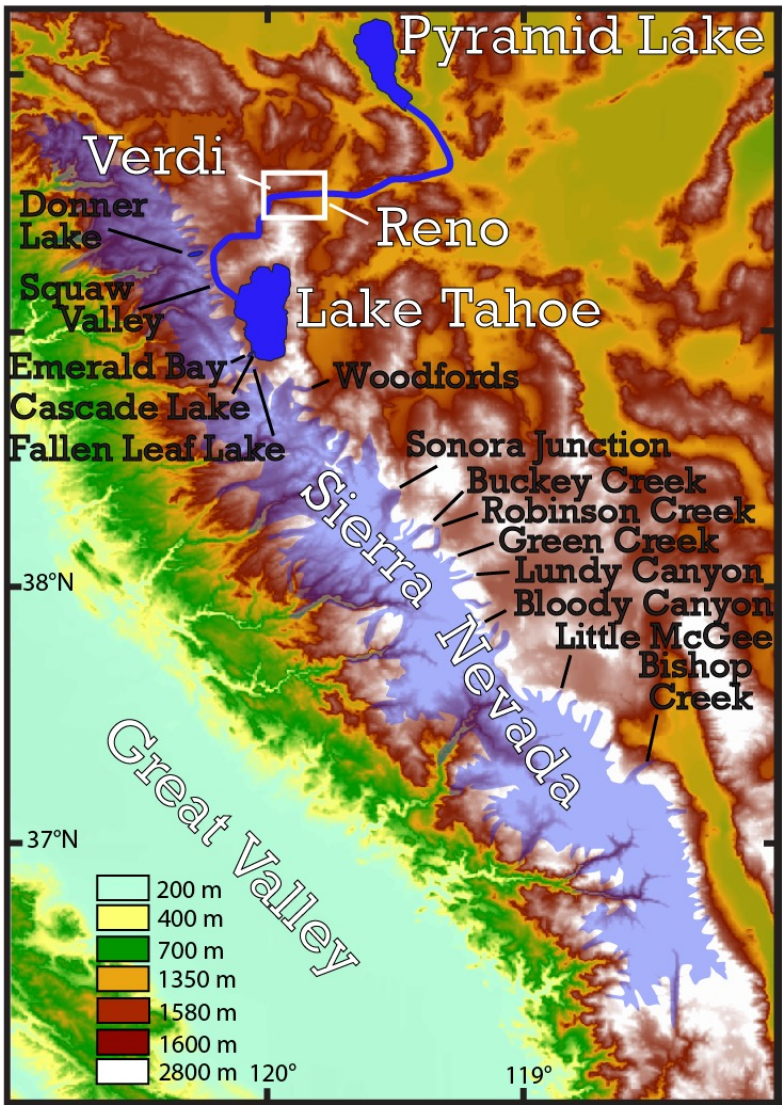 Pyramid Lake
Verdi
Donner
Lake
Reno
Squaw
Valley
Lake Tahoe
Emerald Bay
Woodfords
Cascade Lake
Fallen Leaf Lake
Sonora Junction
Buckey Creek
Robinson Creek
Green Creek
Lundy Canyon
Bloody Canyon
Little McGee
Bishop
Creek
Sierra Nevada
Great Valley
38°N
37°N
200 m
400 m
700 m
1350 m
1580 m
1600 m
2800 m
120°
119°